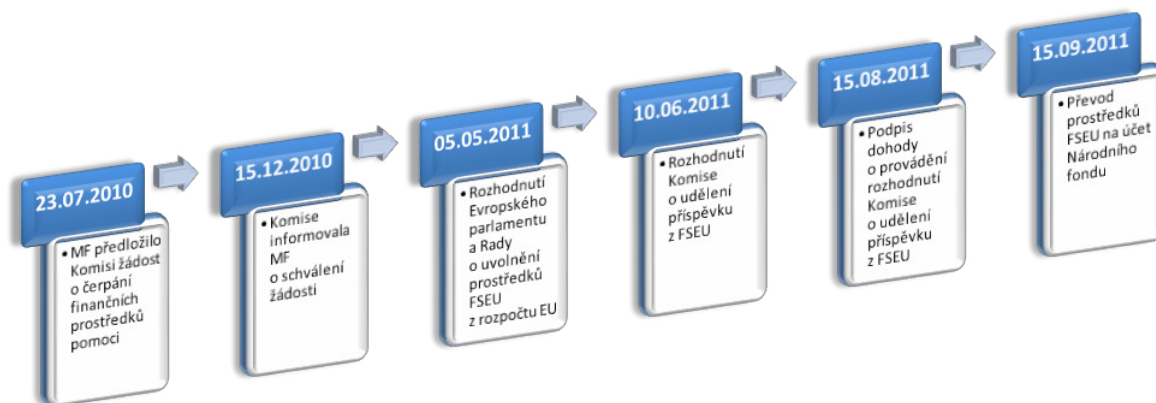 23.07.2010
• MF předložilo
Komisi žádost
o čerpání
finančních
prostředků
pomoci
15.12.2010
• Komise
informovala
MF
o schválení
žádosti
05.05.2011
• Rozhodnutí
Evropského
parlamentu
a Rady
o uvolnění
prostředků
FSEU
z rozpočtu EU
10.06.2011
• Rozhodnutí
Komise
o udělení
příspěvku
z FSEU
15.08.2011
• Podpis
dohody
o provádění
rozhodnutí
Komise
o udělení
příspěvku
z FSEU
15.09.2011
• Převod
prostředků
FSEU na účet
Národního
fondu